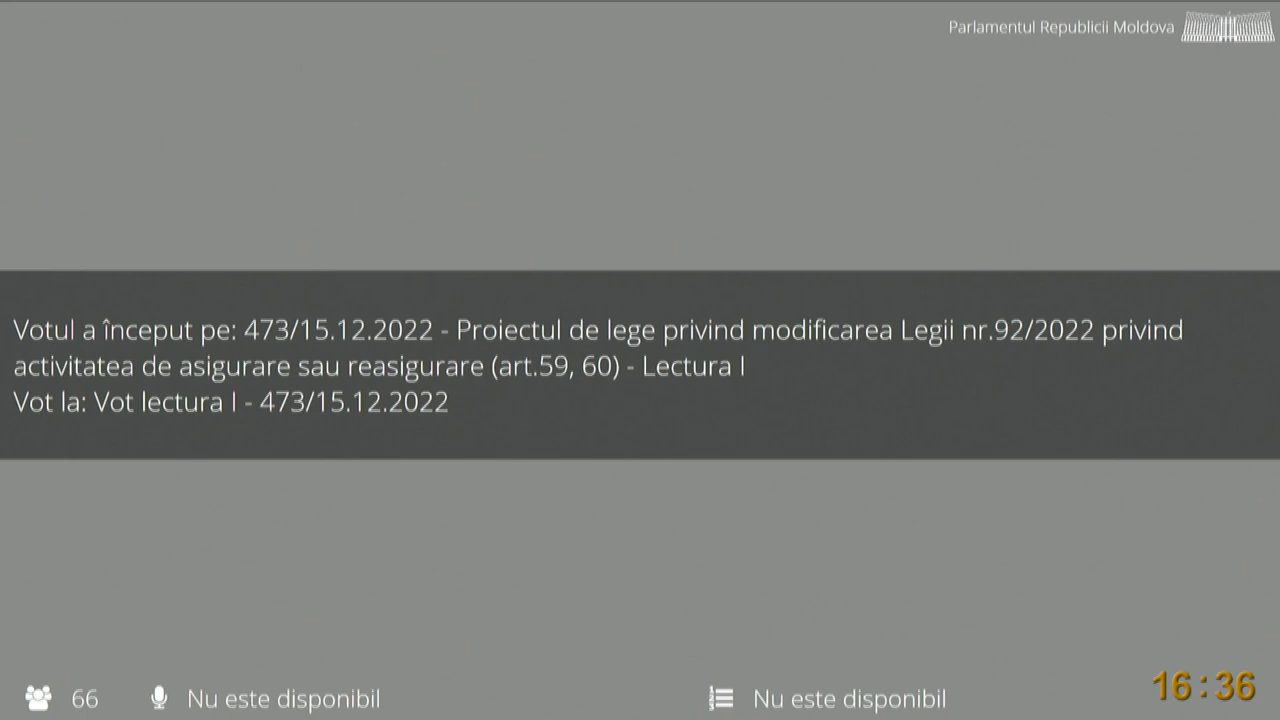 Parlamentul Republicii Moldova
Votul a început pe: 473/15.12.2022 - Proiectul de lege privind modificarea Legii nr.92/2022 privind
activitatea de asigurare sau reasigurare (art.59, 60) - Lectura I
Vot la: Vot lectura I - 473/15.12.2022
66 Nu este disponibil Nu este disponibil 16:36